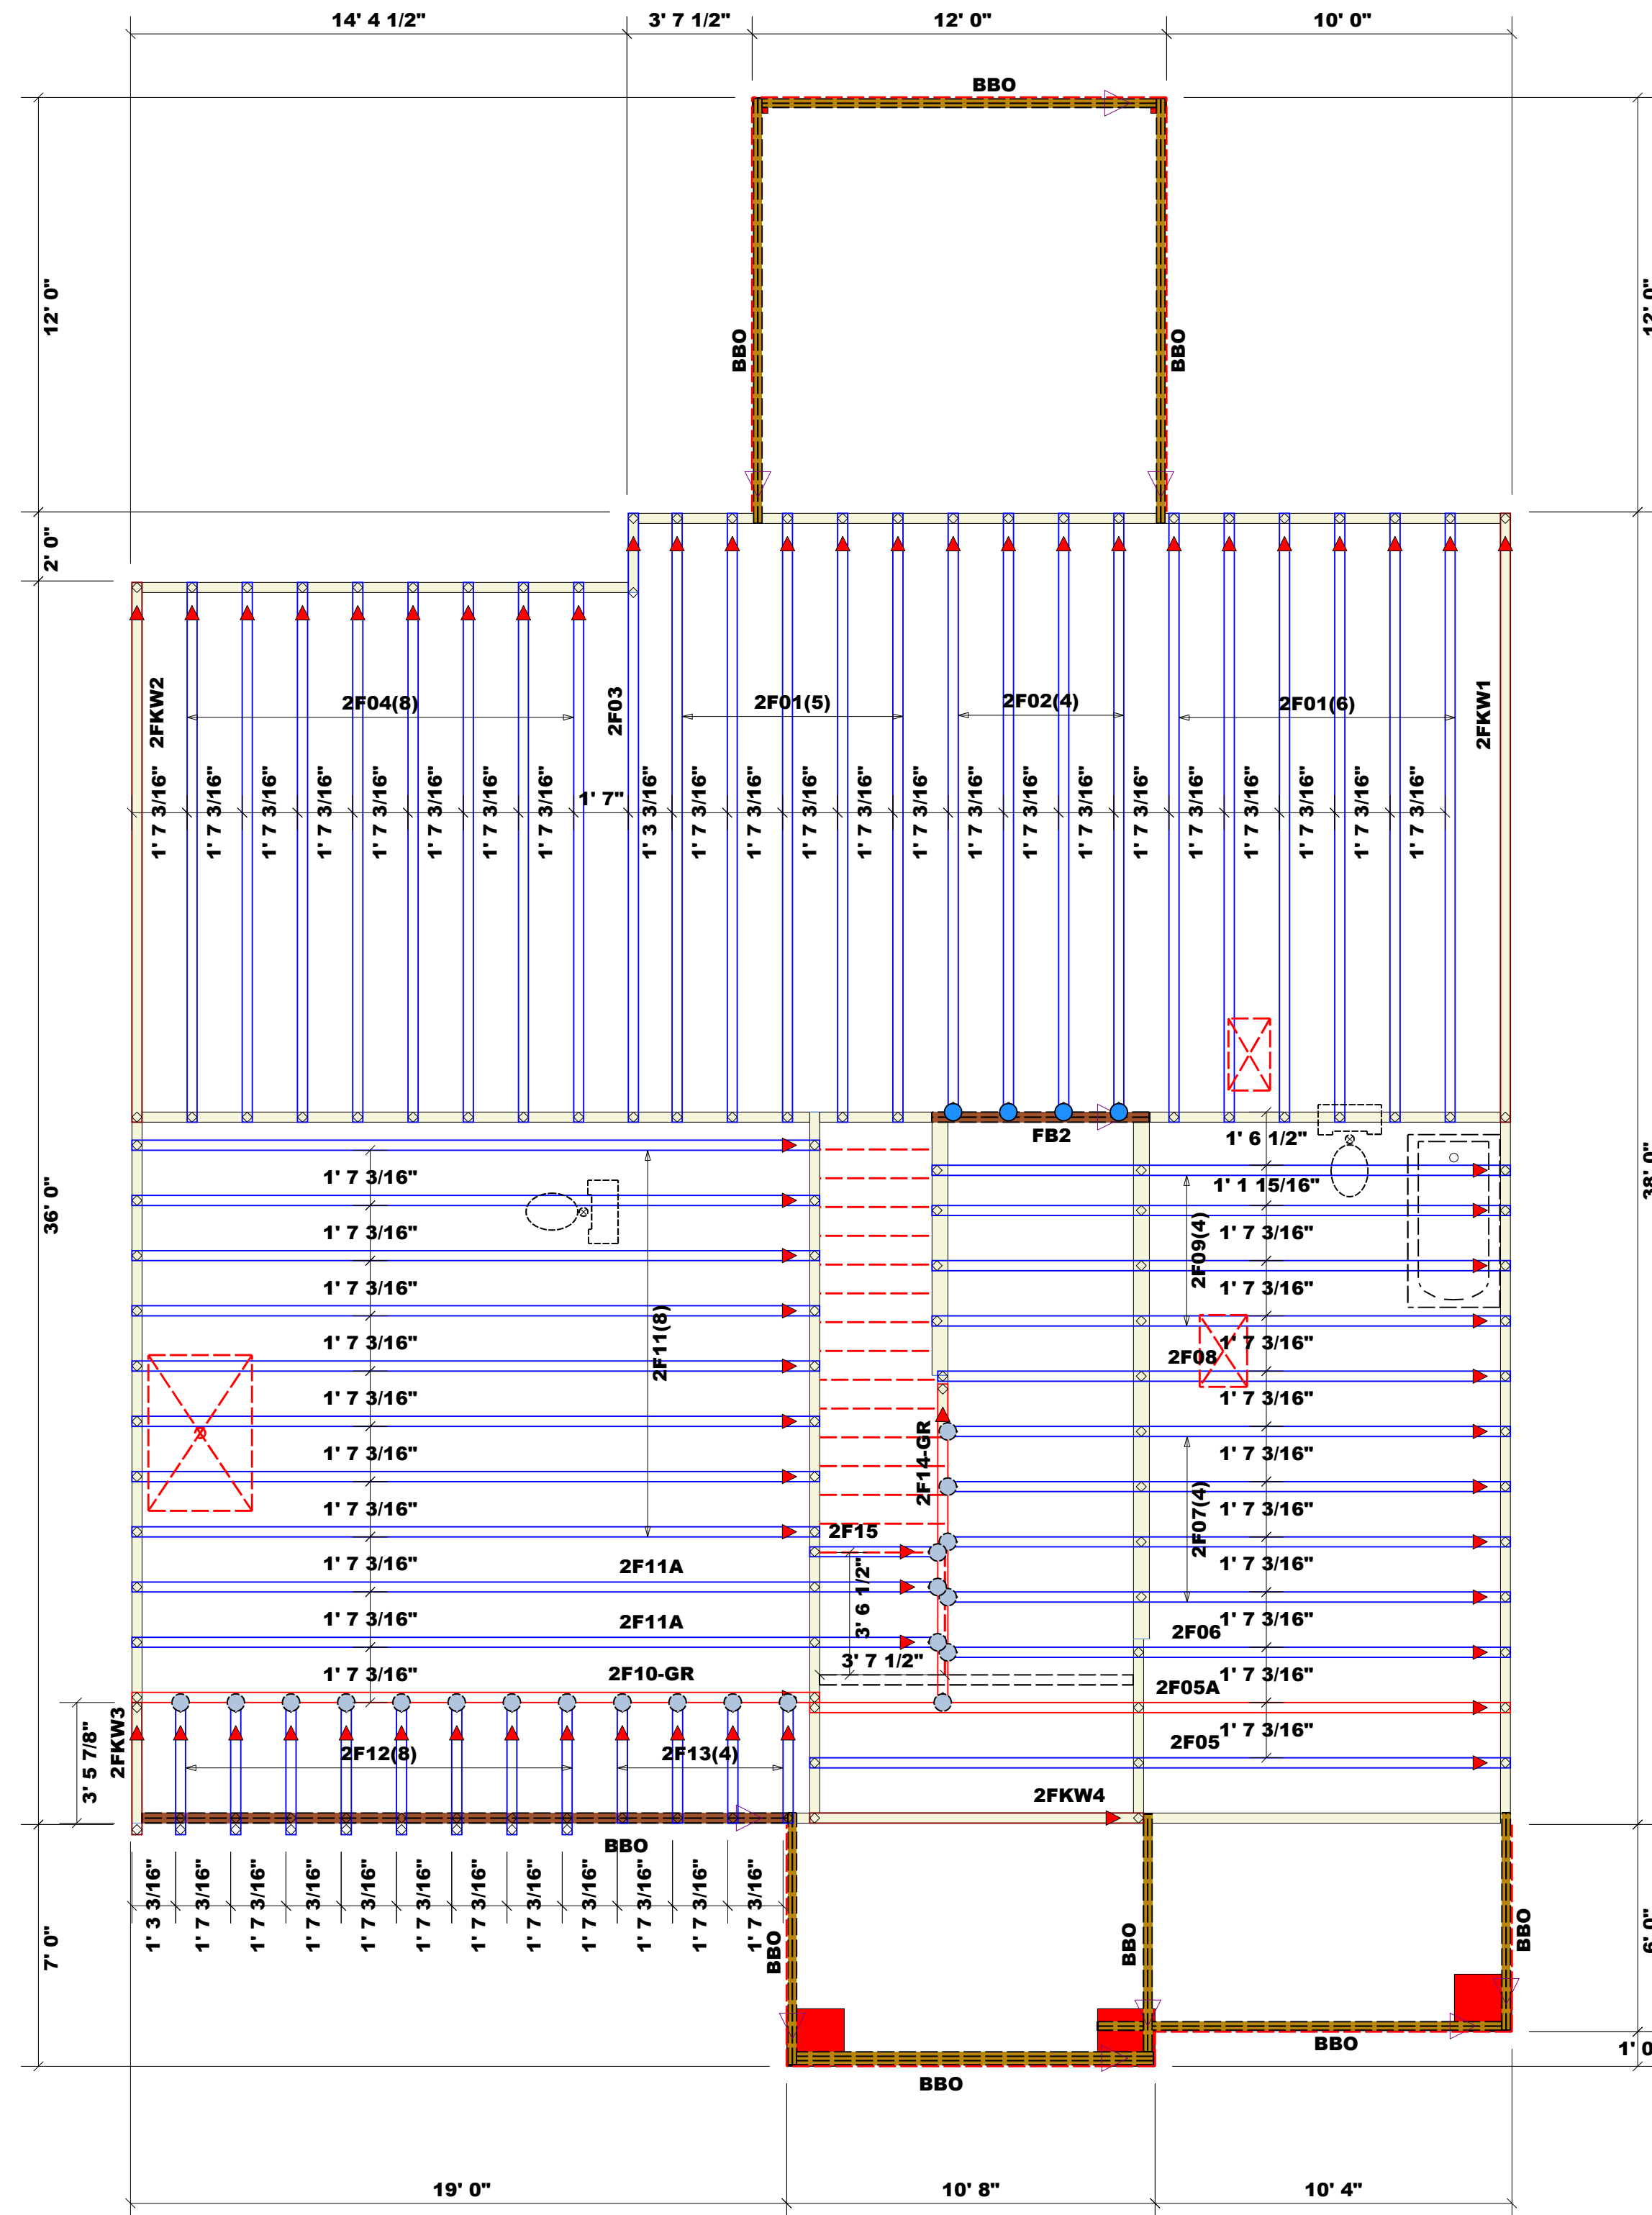 14' 4 1/2"
3' 7 1/2"
12' 0"
10' 0"
BBO
12' 0"
12' 0"
BBO
BBO
2' 0"
2FKW2
2F04(8)
2F03
2F01(5)
2F02(4)
2F01(6)
2FKW1
1' 7 3/16"
1' 7 3/16"
1' 7 3/16"
1' 7 3/16"
1' 7 3/16"
1' 7 3/16"
1' 7 3/16"
1' 7 3/16"
1' 7"
1' 3 3/16"
1' 7 3/16"
1' 7 3/16"
1' 7 3/16"
1' 7 3/16"
1' 7 3/16"
1' 7 3/16"
1' 7 3/16"
1' 7 3/16"
1' 7 3/16"
1' 7 3/16"
1' 7 3/16"
1' 7 3/16"
1' 7 3/16"
1' 7 3/16"
FB2
36' 0"
38' 0"
1' 6 1/2"
1' 7 3/16"
1' 1 15/16"
1' 7 3/16"
1' 7 3/16"
2F09(4)
1' 7 3/16"
1' 7 3/16"
1' 7 3/16"
1' 7 3/16"
2F11(8)
2F08
1' 7 3/16"
1' 7 3/16"
1' 7 3/16"
1' 7 3/16"
2F14-GR
1' 7 3/16"
1' 7 3/16"
2F07(4)
2F15
1' 7 3/16"
2F11A
1' 7 3/16"
1' 7 3/16"
3' 6 1/2"
2F11A
1' 7 3/16"
1' 7 3/16"
2F06
3' 7 1/2"
1' 7 3/16"
2F10-GR
1' 7 3/16"
2F05A
2FKW3
3' 5 7/8"
2F12(8)
2F13(4)
2F05
1' 7 3/16"
2FKW4
BBO
1' 3 3/16"
1' 7 3/16"
1' 7 3/16"
1' 7 3/16"
1' 7 3/16"
1' 7 3/16"
1' 7 3/16"
1' 7 3/16"
1' 7 3/16"
1' 7 3/16"
1' 7 3/16"
1' 7 3/16"
7' 0"
BBO
BBO
BBO
6' 0"
BBO
1' 0
BBO
19' 0"
10' 8"
10' 4"